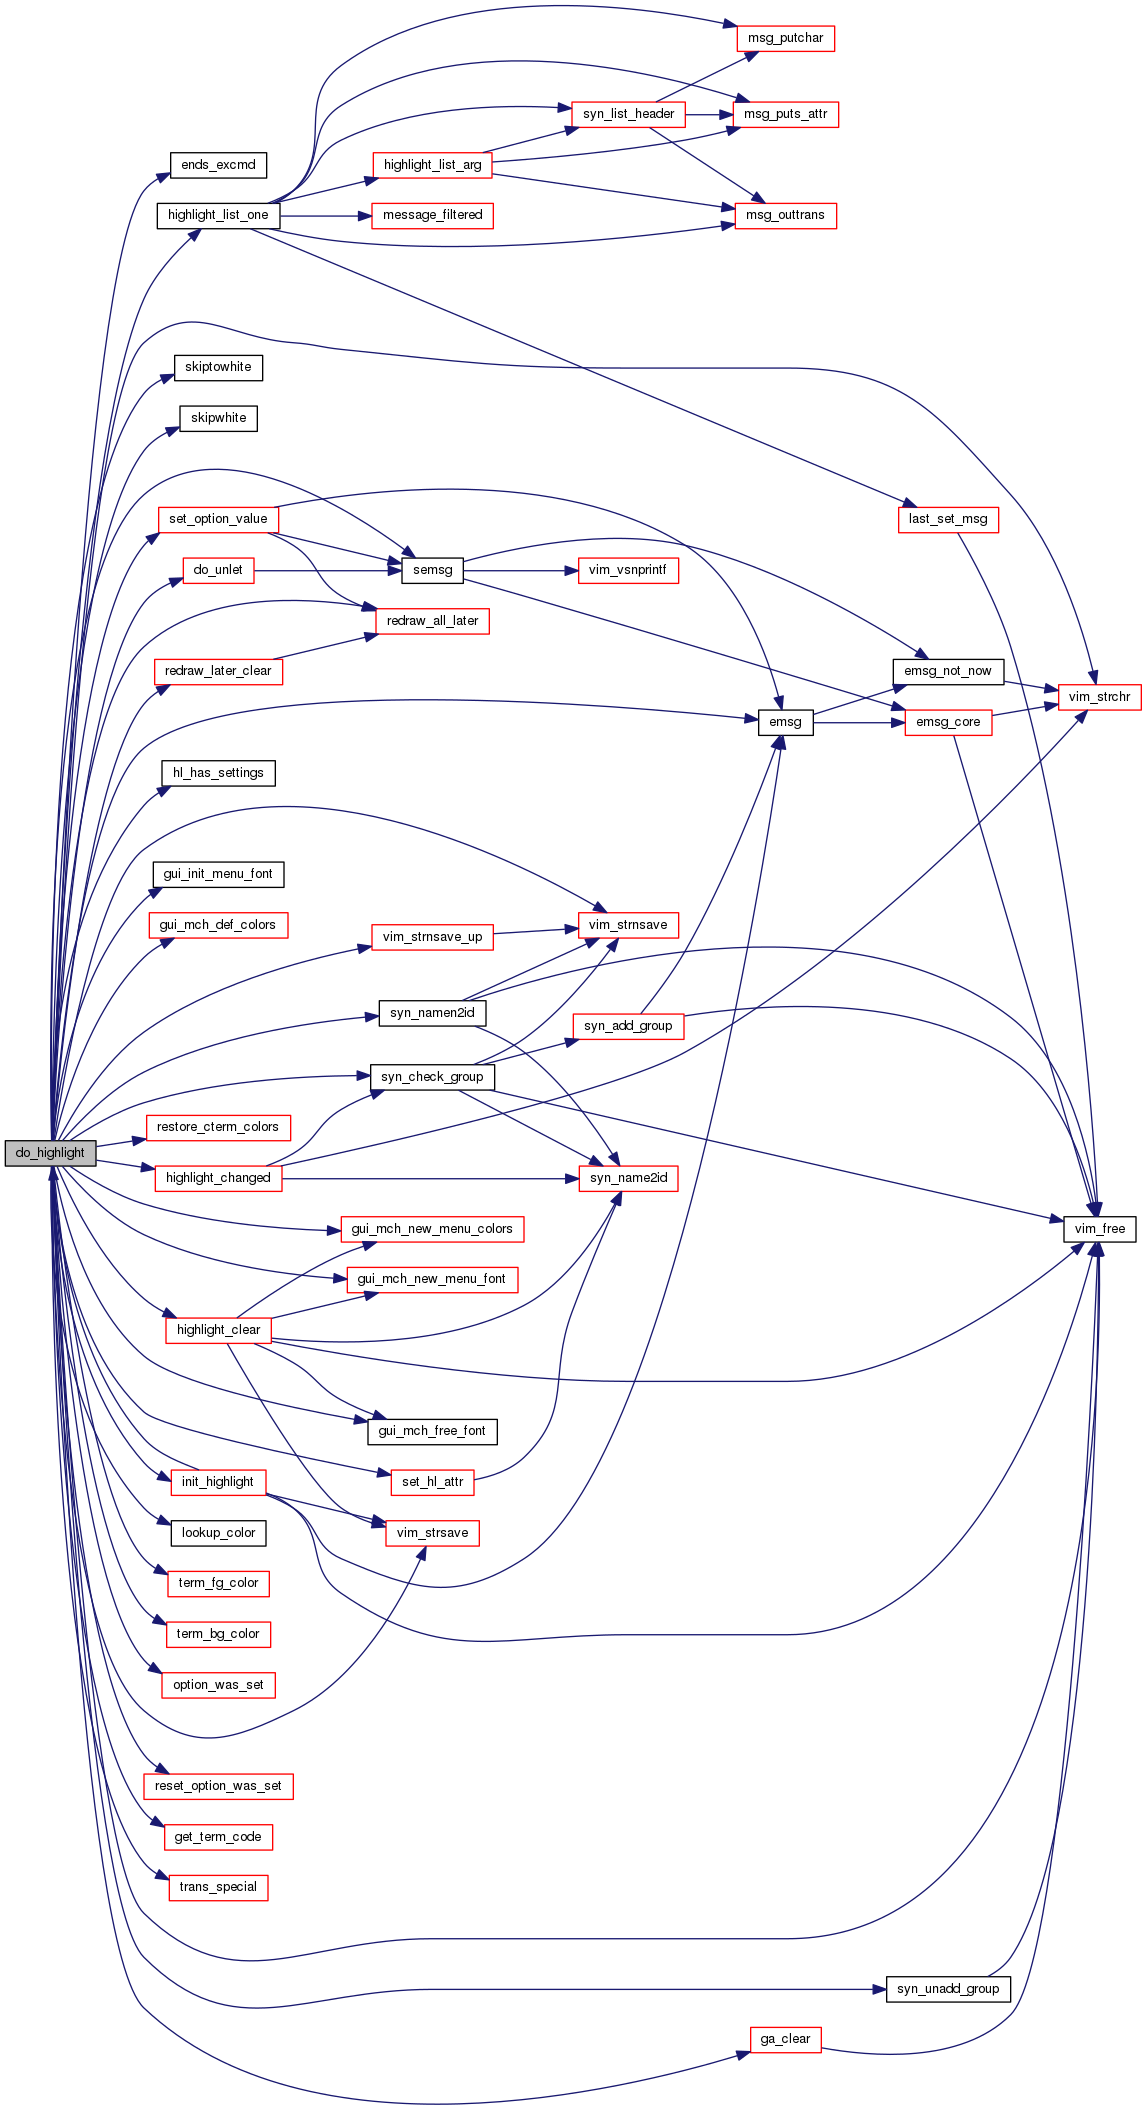 msg_putchar
syn_list_header
msg_puts_attr
ends_excmd
highlight_list_arg
highlight_list_one
message_filtered
msg_outtrans
skiptowhite
skipwhite
set_option_value
last_set_msg
do_unlet
semsg
vim_vsnprintf
redraw_all_later
redraw_later_clear
emsg_not_now
vim_strchr
emsg
emsg_core
hl_has_settings
gui_init_menu_font
gui_mch_def_colors
vim_strnsave
vim_strnsave_up
syn_namen2id
syn_add_group
syn_check_group
restore_cterm_colors
do_highlight
highlight_changed
syn_name2id
gui_mch_new_menu_colors
vim_free
gui_mch_new_menu_font
highlight_clear
gui_mch_free_font
init_highlight
set_hl_attr
lookup_color
vim_strsave
term_fg_color
term_bg_color
option_was_set
reset_option_was_set
get_term_code
trans_special
syn_unadd_group
ga_clear